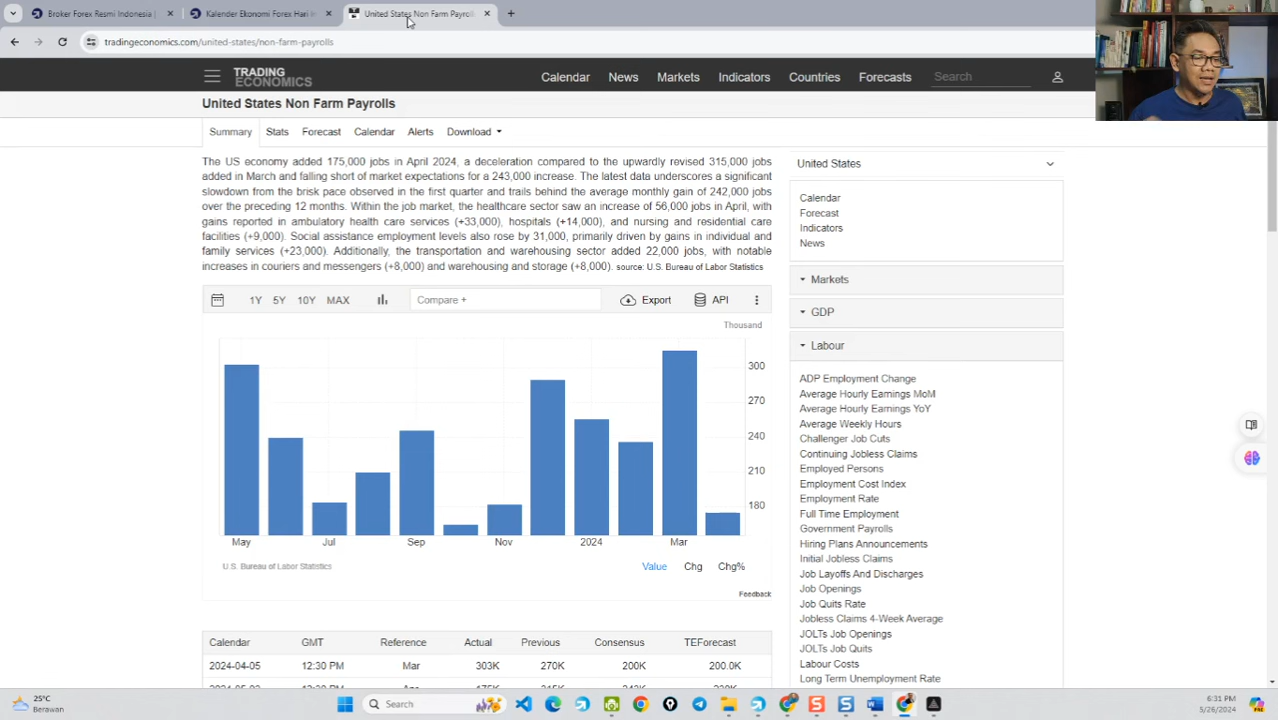 Broker Forex Resmi Indonesia |
Kalender Ekonomi Forex Hari in
United States Non Farm Payroll
tradingeconomics.com/united-states/non-farm-payrolls
TRADING
ECONOMICS
Calendar News Markets Indicators Countries Forecasts Search
United States Non Farm Payrolls
Summary Stats Forecast Calendar Alerts Download
The US economy added 175,000 jobs in April 2024, a deceleration compared to the upwardly revised 315,000 jobs
added in March and falling short of market expectations for a 243,000 increase. The latest data underscores a significant
slowdown from the brisk pace observed in the first quarter and trails behind the average monthly gain of 242,000 jobs
over the preceding 12 months. Within the job market, the healthcare sector saw an increase of 56,000 jobs in April, with
gains reported in ambulatory health care services (+33,000), hospitals (+14,000), and nursing and residential care
facilities (+9,000). Social assistance employment levels also rose by 31,000, primarily driven by gains in individual and
family services (+23,000). Additionally, the transportation and warehousing sector added 22,000 jobs, with notable
increases in couriers and messengers (+8,000) and warehousing and storage (+8,000). source: U.S. Bureau of Labor Statistics
1Y 5Y 10Y MAX Compare + Export API
Thousand
300
270
240
210
180
May Jul Sep Nov 2024 Mar
U.S. Bureau of Labor Statistics
Value Chg Chg%
Feedback
Calendar GMT Reference Actual Previous Consensus TEForecast
2024-04-05 12:30 PM Mar 303K 270K 200K 200.0K
United States
Calendar
Forecast
Indicators
News
Markets
GDP
Labour
ADP Employment Change
Average Hourly Earnings MoM
Average Hourly Earnings YoY
Average Weekly Hours
Challenger Job Cuts
Continuing Jobless Claims
Employed Persons
Employment Cost Index
Employment Rate
Full Time Employment
Government Payrolls
Hiring Plans Announcements
Initial Jobless Claims
Job Layoffs And Discharges
Job Openings
Job Quits Rate
Jobless Claims 4-Week Average
JOLTs Job Openings
JOLTs Job Quits
Labour Costs
Long Term Unemployment Rate
25°C
Berawan
Search
6:31 PM
5/26/2024